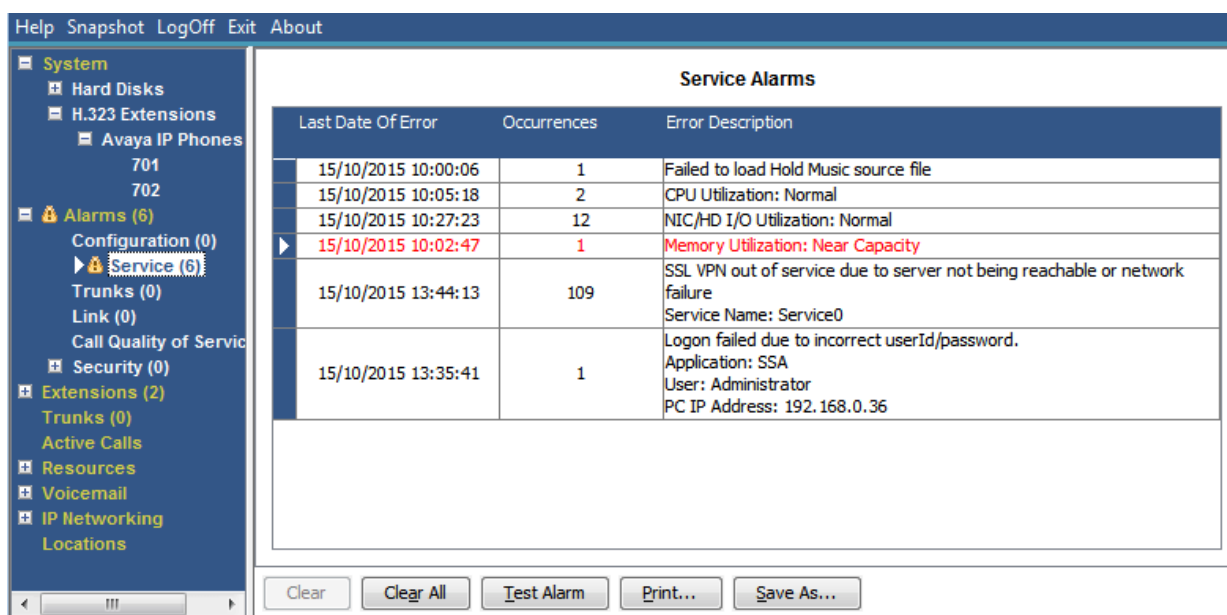 Help Snapshot LogOff Exit About
System
Hard Disks
H.323 Extensions
Avaya IP Phones
701
702
Alarms (6)
Configuration (0)
Service (6)
Trunks (0)
Link (0)
Call Quality of Servic
Security (0)
Extensions (2)
Trunks (0)
Active Calls
Resources
Voicemail
IP Networking
Locations
Service Alarms
Last Date Of Error Occurrences Error Description
15/10/2015 10:00:06 1 Failed to load Hold Music source file
15/10/2015 10:05:18 2 CPU Utilization: Normal
15/10/2015 10:27:23 12 NIC/HD I/O Utilization: Normal
15/10/2015 10:02:47 1 Memory Utilization: Near Capacity
15/10/2015 13:44:13 109 SSL VPN out of service due to server not being reachable or network
failure
Service Name: Service0
15/10/2015 13:35:41 1 Logon failed due to incorrect userId/password.
Application: SSA
User: Administrator
PC IP Address: 192.168.0.36
Clear Clear All Test Alarm Print... Save As...